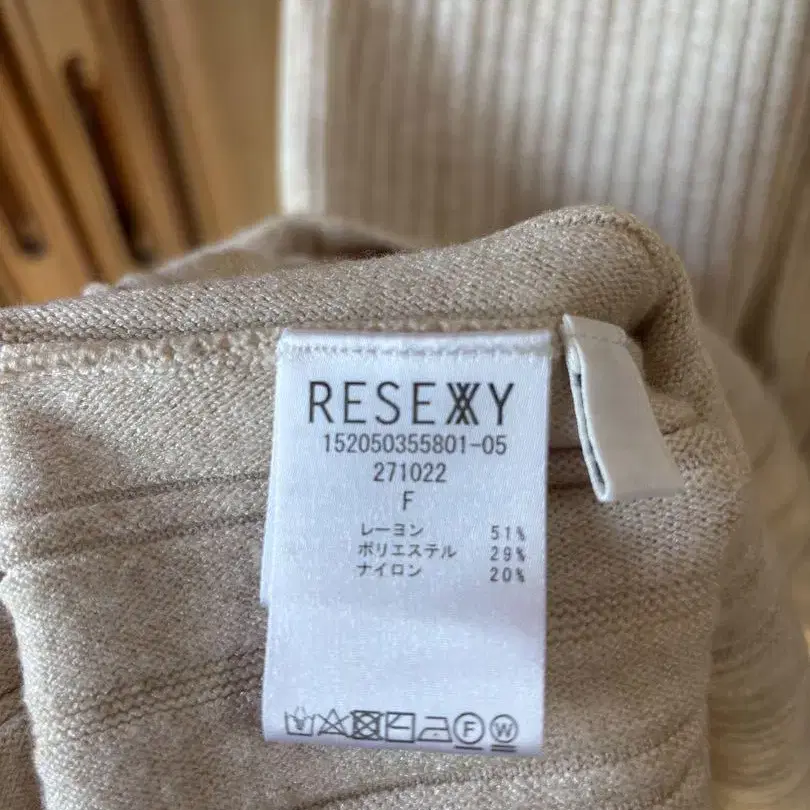 RESEXXY
152050355801-05
271022
F
レーヨン 51%
ポリエステル 29%
ナイロン 20%
F W